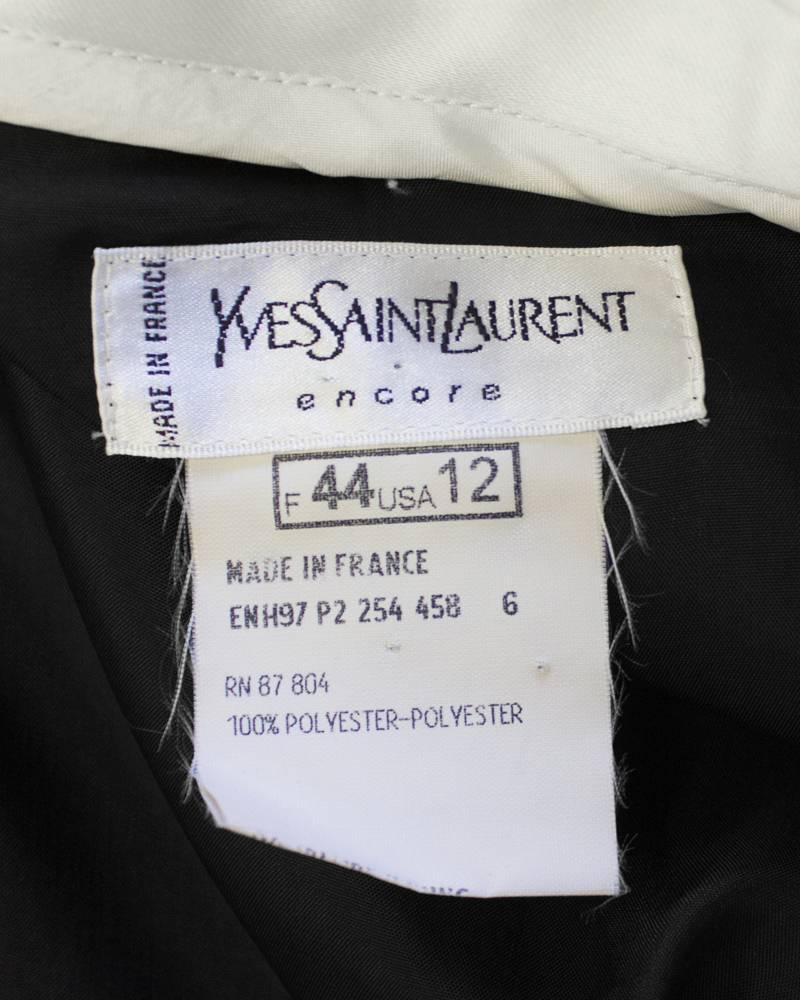 MADE IN FRANCE
YVESSAINTLAURENT
encore
F 44 USA 12
MADE IN FRANCE
ENH97 P2 254 458 6
RN 87 804
100% POLYESTER-POLYESTER